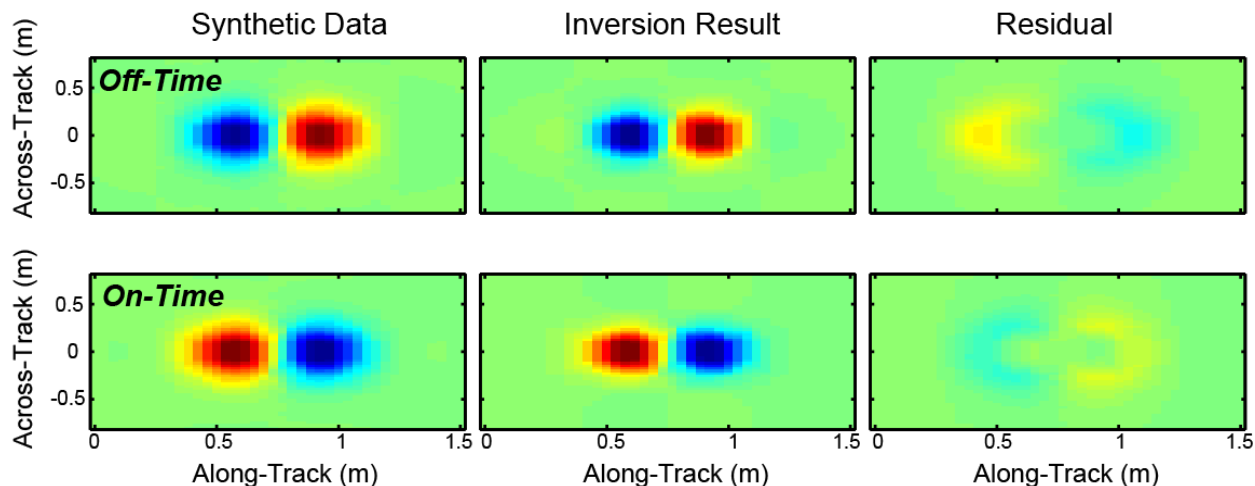 Synthetic Data Inversion Result Residual
Across-Track (m)
0.5
0
-0.5
Off-Time
Across-Track (m)
0.5
0
-0.5
On-Time
0 0.5 1 1.5 0 0.5 1 1.5 0 0.5 1 1.5
Along-Track (m) Along-Track (m) Along-Track (m)